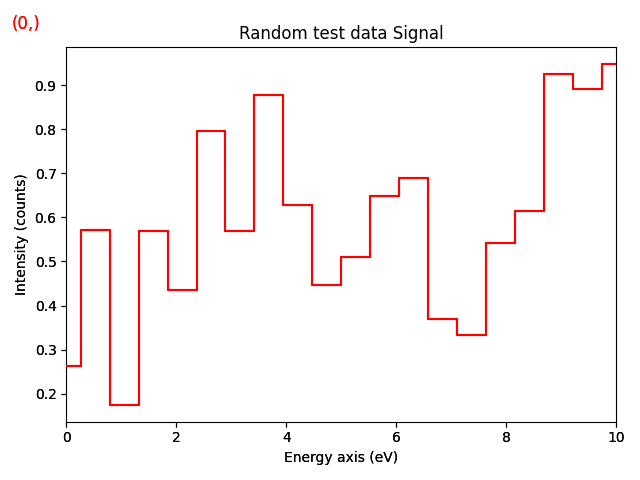 (0,)
Random test data Signal
Intensity (counts)
0.9
0.8
0.7
0.6
0.5
0.4
0.3
0.2
0 2 4 6 8 10
Energy axis (eV)